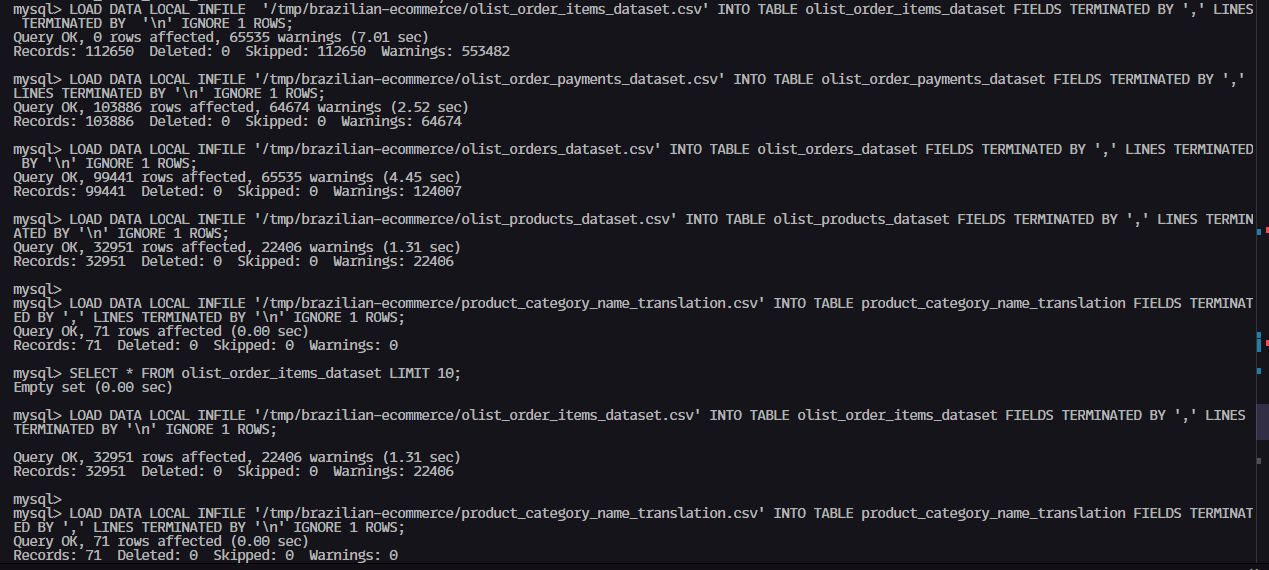 mysql> LOAD DATA LOCAL INFILE  '/tmp/brazilian-ecommerce/olist_order_items_dataset.csv' INTO TABLE olist_order_items_dataset FIELDS TERMINATED BY ',' LINES
 TERMINATED BY  '\n' IGNORE 1 ROWS;
Query OK, 0 rows affected, 65535 warnings (7.01 sec)
Records: 112650  Deleted: 0  Skipped: 112650  Warnings: 553482
mysql> LOAD DATA LOCAL INFILE '/tmp/brazilian-ecommerce/olist_order_payments_dataset.csv' INTO TABLE olist_order_payments_dataset FIELDS TERMINATED BY ','
LINES TERMINATED BY '\n' IGNORE 1 ROWS;
Query OK, 103886 rows affected, 64674 warnings (2.52 sec)
Records: 103886  Deleted: 0  Skipped: 0  Warnings: 64674
mysql> LOAD DATA LOCAL INFILE '/tmp/brazilian-ecommerce/olist_orders_dataset.csv' INTO TABLE olist_orders_dataset FIELDS TERMINATED BY ',' LINES TERMINATED
 BY '\n' IGNORE 1 ROWS;
Query OK, 99441 rows affected, 65535 warnings (4.45 sec)
Records: 99441  Deleted: 0  Skipped: 0  Warnings: 124007
mysql> LOAD DATA LOCAL INFILE '/tmp/brazilian-ecommerce/olist_products_dataset.csv' INTO TABLE olist_products_dataset FIELDS TERMINATED BY ',' LINES TERMIN
ATED BY '\n' IGNORE 1 ROWS;
Query OK, 32951 rows affected, 22406 warnings (1.31 sec)
Records: 32951  Deleted: 0  Skipped: 0  Warnings: 22406
mysql>
mysql> LOAD DATA LOCAL INFILE '/tmp/brazilian-ecommerce/product_category_name_translation.csv' INTO TABLE product_category_name_translation FIELDS TERMINAT
ED BY ',' LINES TERMINATED BY '\n' IGNORE 1 ROWS;
Query OK, 71 rows affected (0.00 sec)
Records: 71  Deleted: 0  Skipped: 0  Warnings: 0
mysql> SELECT * FROM olist_order_items_dataset LIMIT 10;
Empty set (0.00 sec)
mysql> LOAD DATA LOCAL INFILE '/tmp/brazilian-ecommerce/olist_order_items_dataset.csv' INTO TABLE olist_order_items_dataset FIELDS TERMINATED BY ',' LINES
TERMINATED BY '\n' IGNORE 1 ROWS;
Query OK, 32951 rows affected, 22406 warnings (1.31 sec)
Records: 32951  Deleted: 0  Skipped: 0  Warnings: 22406
mysql>
mysql> LOAD DATA LOCAL INFILE '/tmp/brazilian-ecommerce/product_category_name_translation.csv' INTO TABLE product_category_name_translation FIELDS TERMINAT
ED BY ',' LINES TERMINATED BY '\n' IGNORE 1 ROWS;
Query OK, 71 rows affected (0.00 sec)
Records: 71  Deleted: 0  Skipped: 0  Warnings: 0